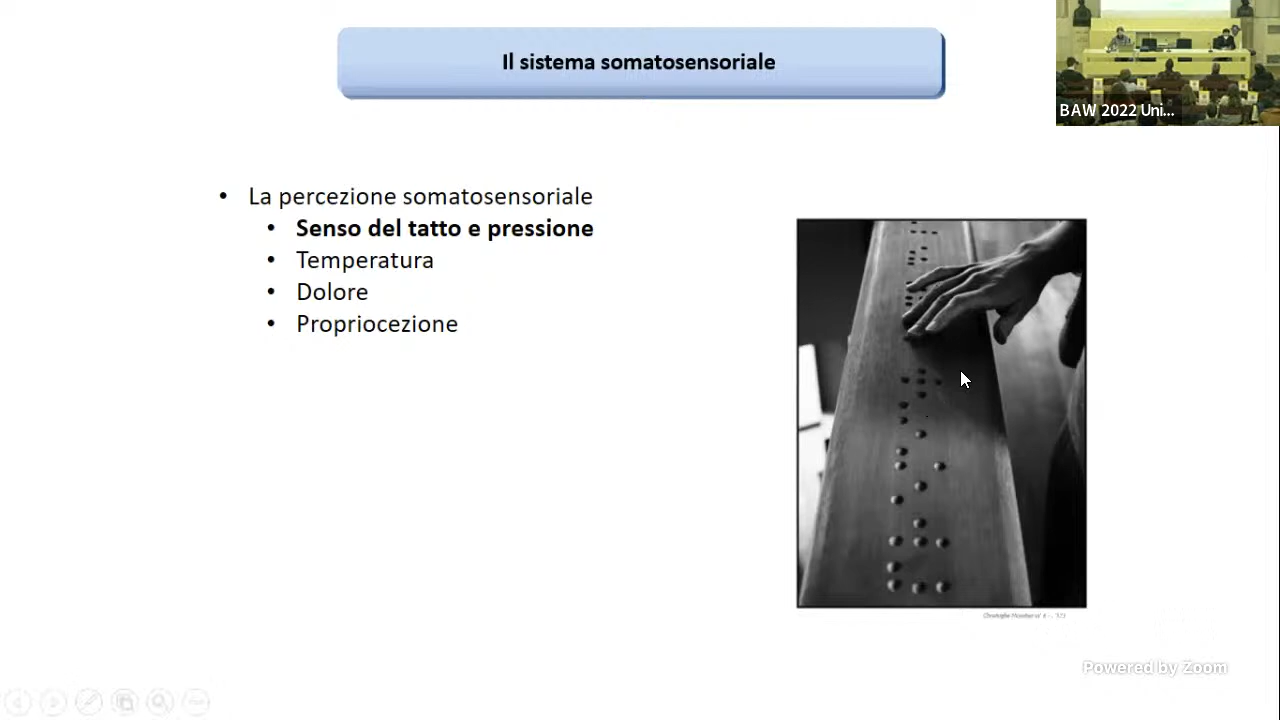 Il sistema somatosensoriale
BAW 2022 Uni...
• La percezione somatosensoriale
• Senso del tatto e pressione
• Temperatura
• Dolore
• Propriocezione
Powered by Zoom